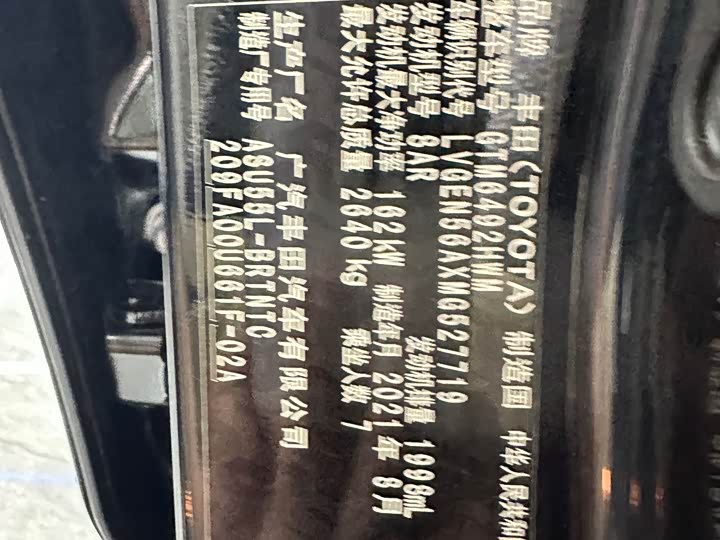 品牌 丰田(TOYOTA) 制造国 中华人民共和
整车型号 GTM6492HWM
车辆识别代号 LVGEN56AXMG527719
发动机型号 8AR 发动机排量 1998mL
发动机最大净功率 162kW 制造年月 2021年 8月
最大允许总质量 2640kg 乘坐人数 7
生产厂名 广汽丰田汽车有限公司
制造厂专用号 ASU55L-BRTNTC
209FA00U661F-02A